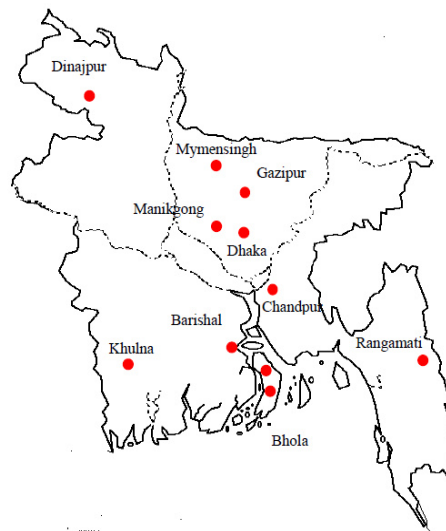 Dinajpur
Mymensingh
Gazipur
Manikgong
Dhaka
Chandpur
Barishal
Khulna
Rangamati
Bhola